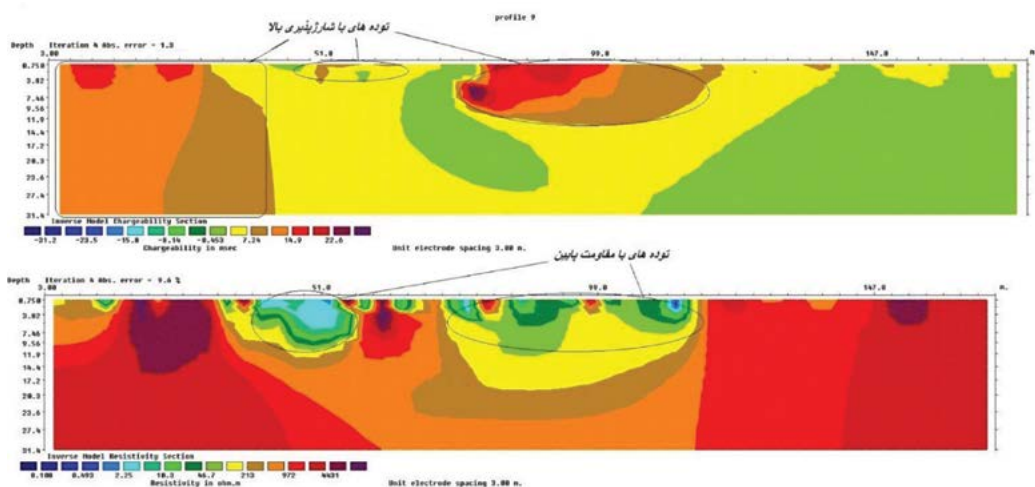 profile 9
توده های با شارژپذیری بالا
Depth Iteration 4 Abs. error = 1.3
3.00 51.0 99.0 147.0 m
0.750
3.82
7.46
9.56
11.9
14.4
17.2
20.3
23.6
27.4
31.4
Inverse Model Chargeability Section
-31.2 -23.5 -15.8 -8.14 -0.453 7.24 14.9 22.6
Chargeability in msec Unit electrode spacing 3.00 m.
توده های با مقاومت پایین
Depth Iteration 4 Abs. error = 9.6 %
3.00 51.0 99.0 147.0 m.
0.750
3.82
7.46
9.56
11.9
14.4
17.2
20.3
23.6
27.4
31.4
Inverse Model Resistivity Section
0.108 0.493 2.25 10.3 46.7 213 972 4431
Resistivity in ohm.m Unit electrode spacing 3.00 m.